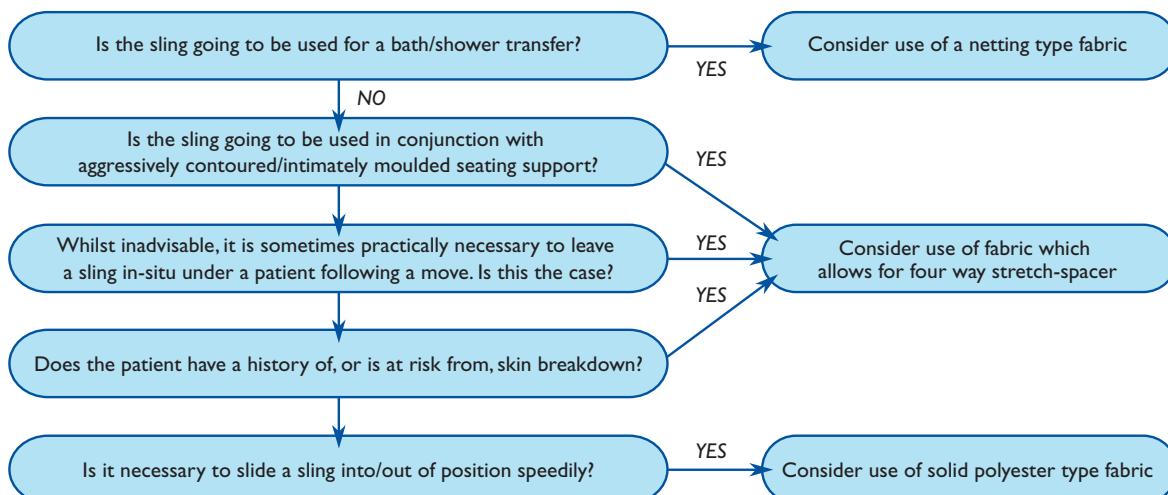 Is the sling going to be used for a bath/shower transfer?
YES
Consider use of a netting type fabric
NO
Is the sling going to be used in conjunction with
aggressively contoured/intimately moulded seating support?
YES
Whilst inadvisable, it is sometimes practically necessary to leave
a sling in-situ under a patient following a move. Is this the case?
YES
Consider use of fabric which
allows for four way stretch-spacer
YES
Does the patient have a history of, or is at risk from, skin breakdown?
Is it necessary to slide a sling into/out of position speedily?
YES
Consider use of solid polyester type fabric